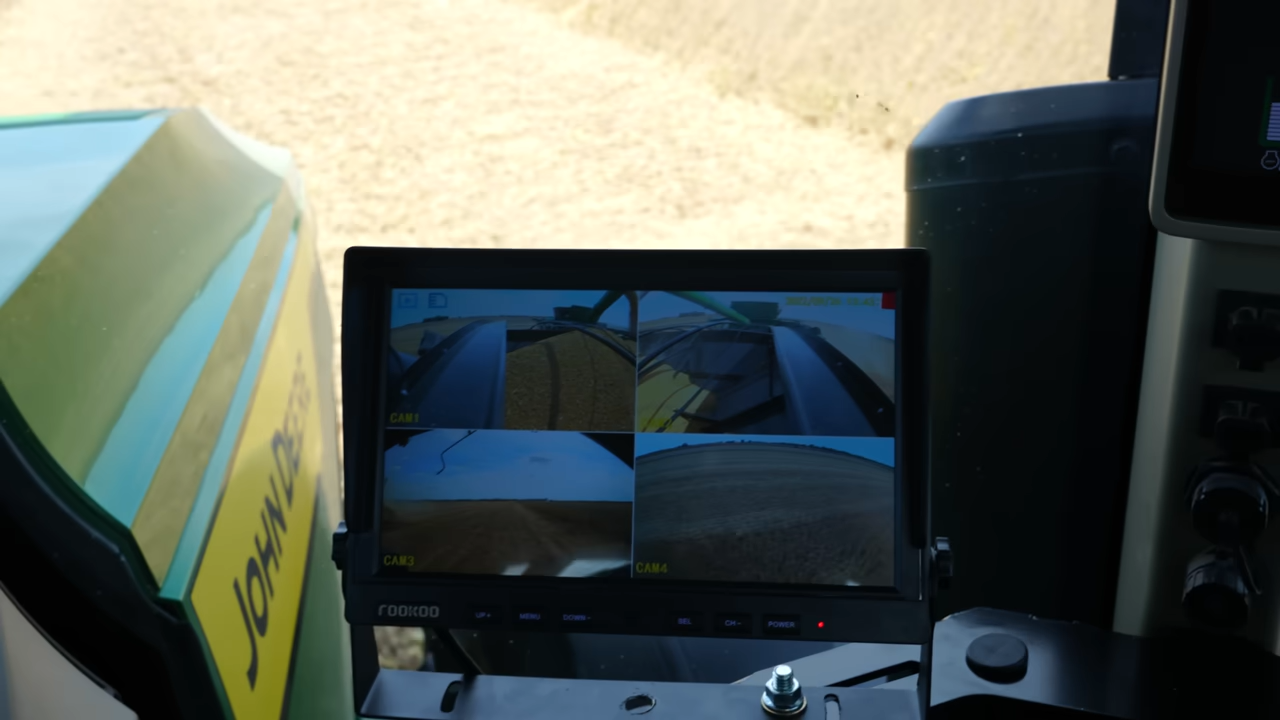 JOHN DEERE
CAM1
CAM3
CAM4
ROOKOO
UP+
MENU
DOWN-
SEL
CH-
POWER